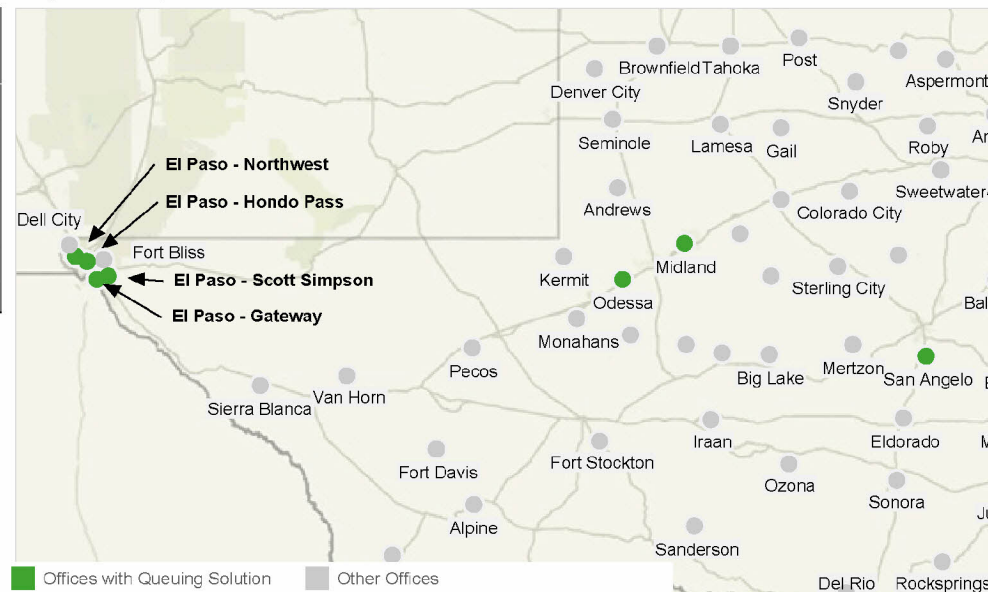 Brownfield
Tahoka
Post
Denver City
Aspermont
Snyder
Seminole
Lamesa
Gail
Roby
El Paso - Northwest
Sweetwater
El Paso - Hondo Pass
Andrews
Colorado City
Dell City
Fort Bliss
Midland
El Paso - Scott Simpson
Kermit
Sterling City
Odessa
El Paso - Gateway
Monahans
Pecos
Big Lake
Mertzon
San Angelo
Van Horn
Sierra Blanca
Iraan
Eldorado
Fort Davis
Fort Stockton
Ozona
Sonora
Alpine
Sanderson
Offices with Queuing Solution
Other Offices
Del Rio
Rocksprings